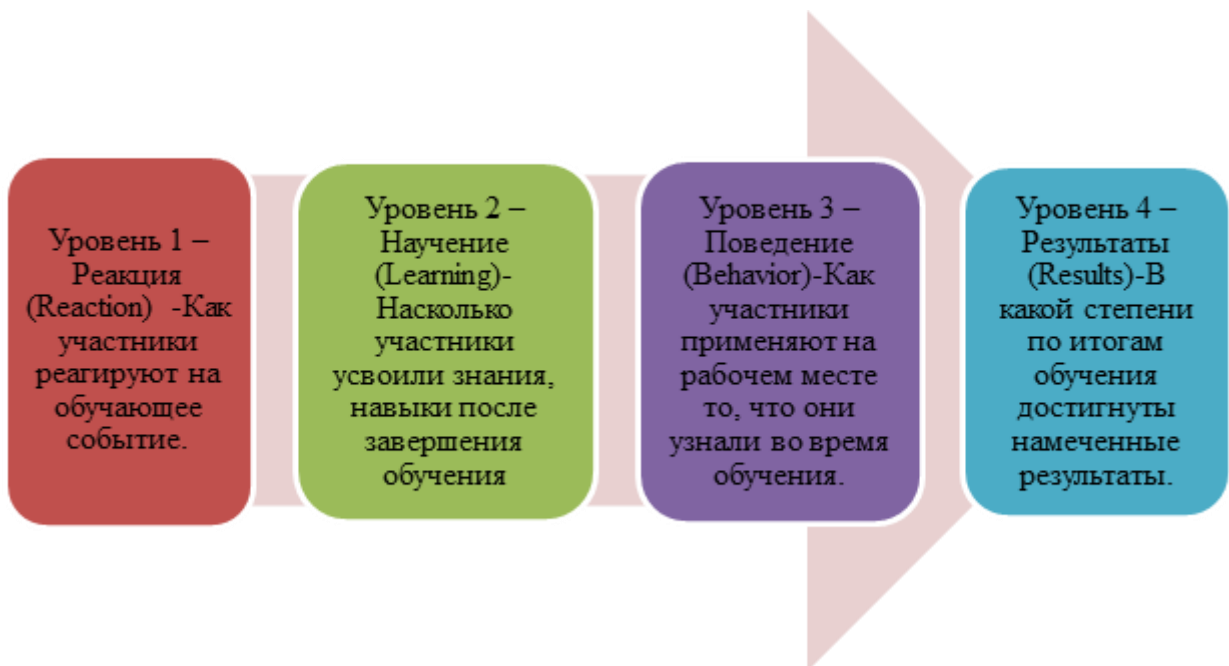 Уровень 1 –
Реакция
(Reaction) -Как
участники
реагируют на
обучающее
событие.
Уровень 2 –
Научение
(Learning)-
Насколько
участники
усвоили знания,
навыки после
завершения
обучения
Уровень 3 –
Поведение
(Behavior)-Как
участники
применяют на
рабочем месте
то, что они
узнали во время
обучения.
Уровень 4 –
Результаты
(Results)-В
какой степени
по итогам
обучения
достигнуты
намеченные
результаты.